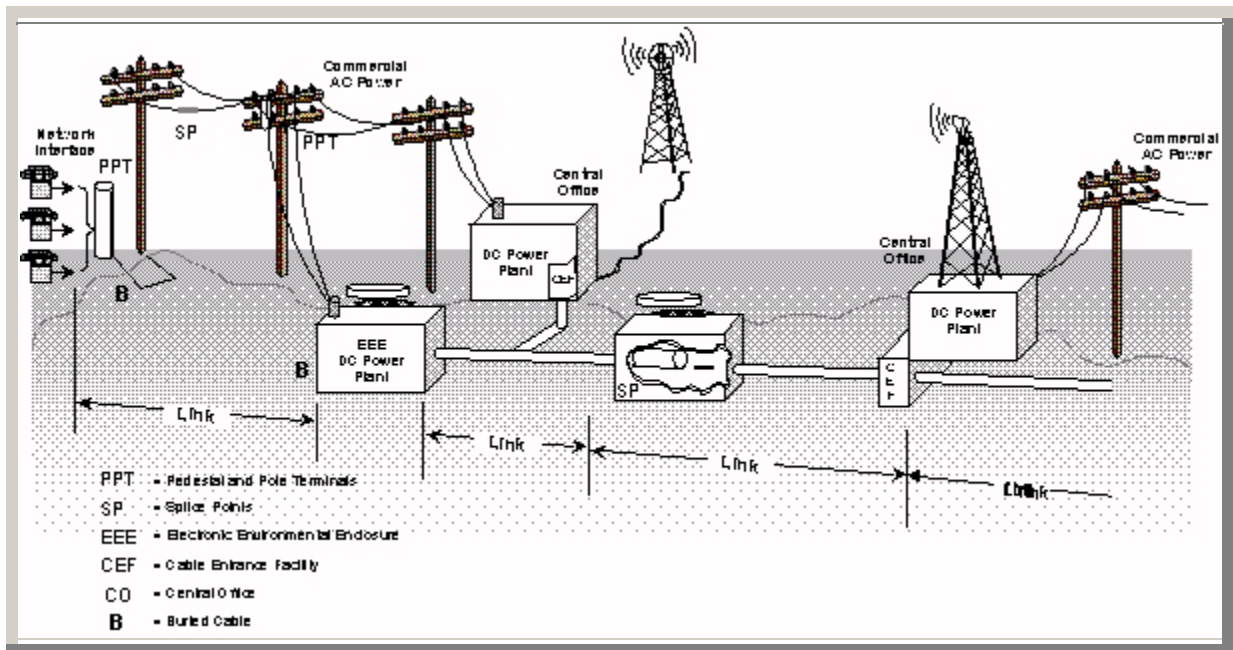 Commercial
AC Power
SP
PPT
Network
Interface
PPT
Central
Office
Commercial
AC Power
Central
Office
DC Power
Plant
CEF
DC Power
Plant
B
EEE
DC Power
Plant
B
SP
C
E
F
Link
Link
Link
PPT = Pedestal and Pole Terminals
SP = Splice Points
EEE = Electronic Environmental Enclosure
CEF = Cable Entrance Facility
CO = Central Office
B = Buried Cable